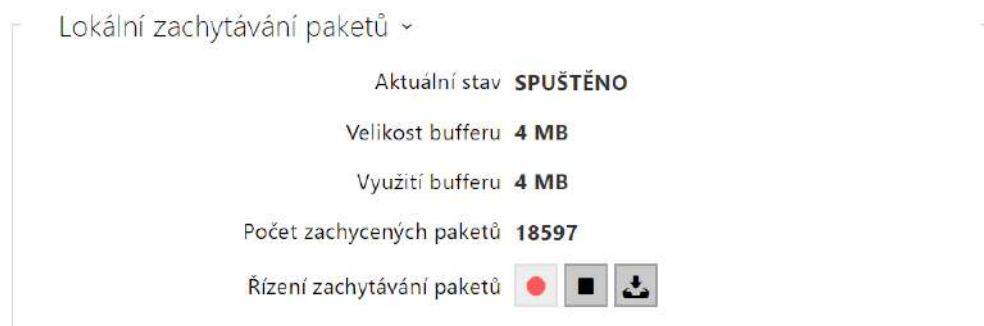 Lokální zachytávání paketů
Aktuální stav SPUŠTĚNO
Velikost bufferu 4 MB
Využití bufferu 4 MB
Počet zachycených paketů 18597
Řízení zachytávání paketů